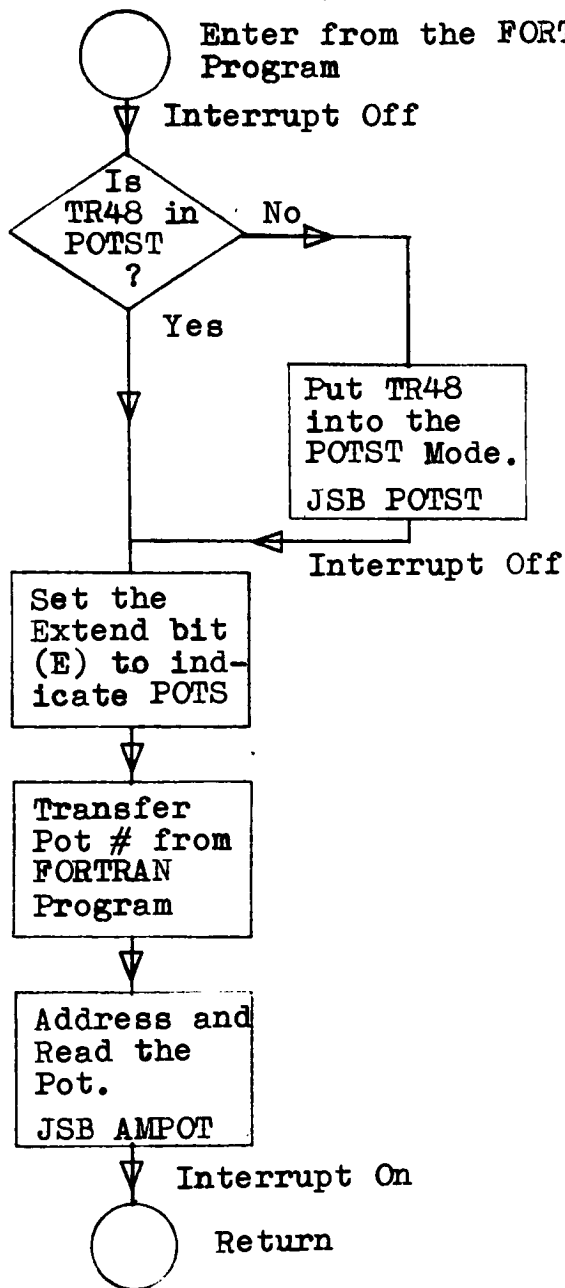 Enter from the FORT
Program
Interrupt Off
Is
TR48 in
POTST
?
No
Yes
Put TR48
into the
POTST Mode.
JSB POTST
Interrupt Off
Set the
Extend bit
(E) to ind-
icate POTS
Transfer
Pot # from
FORTRAN
Program
Address and
Read the
Pot.
JSB AMPOT
Interrupt On
Return